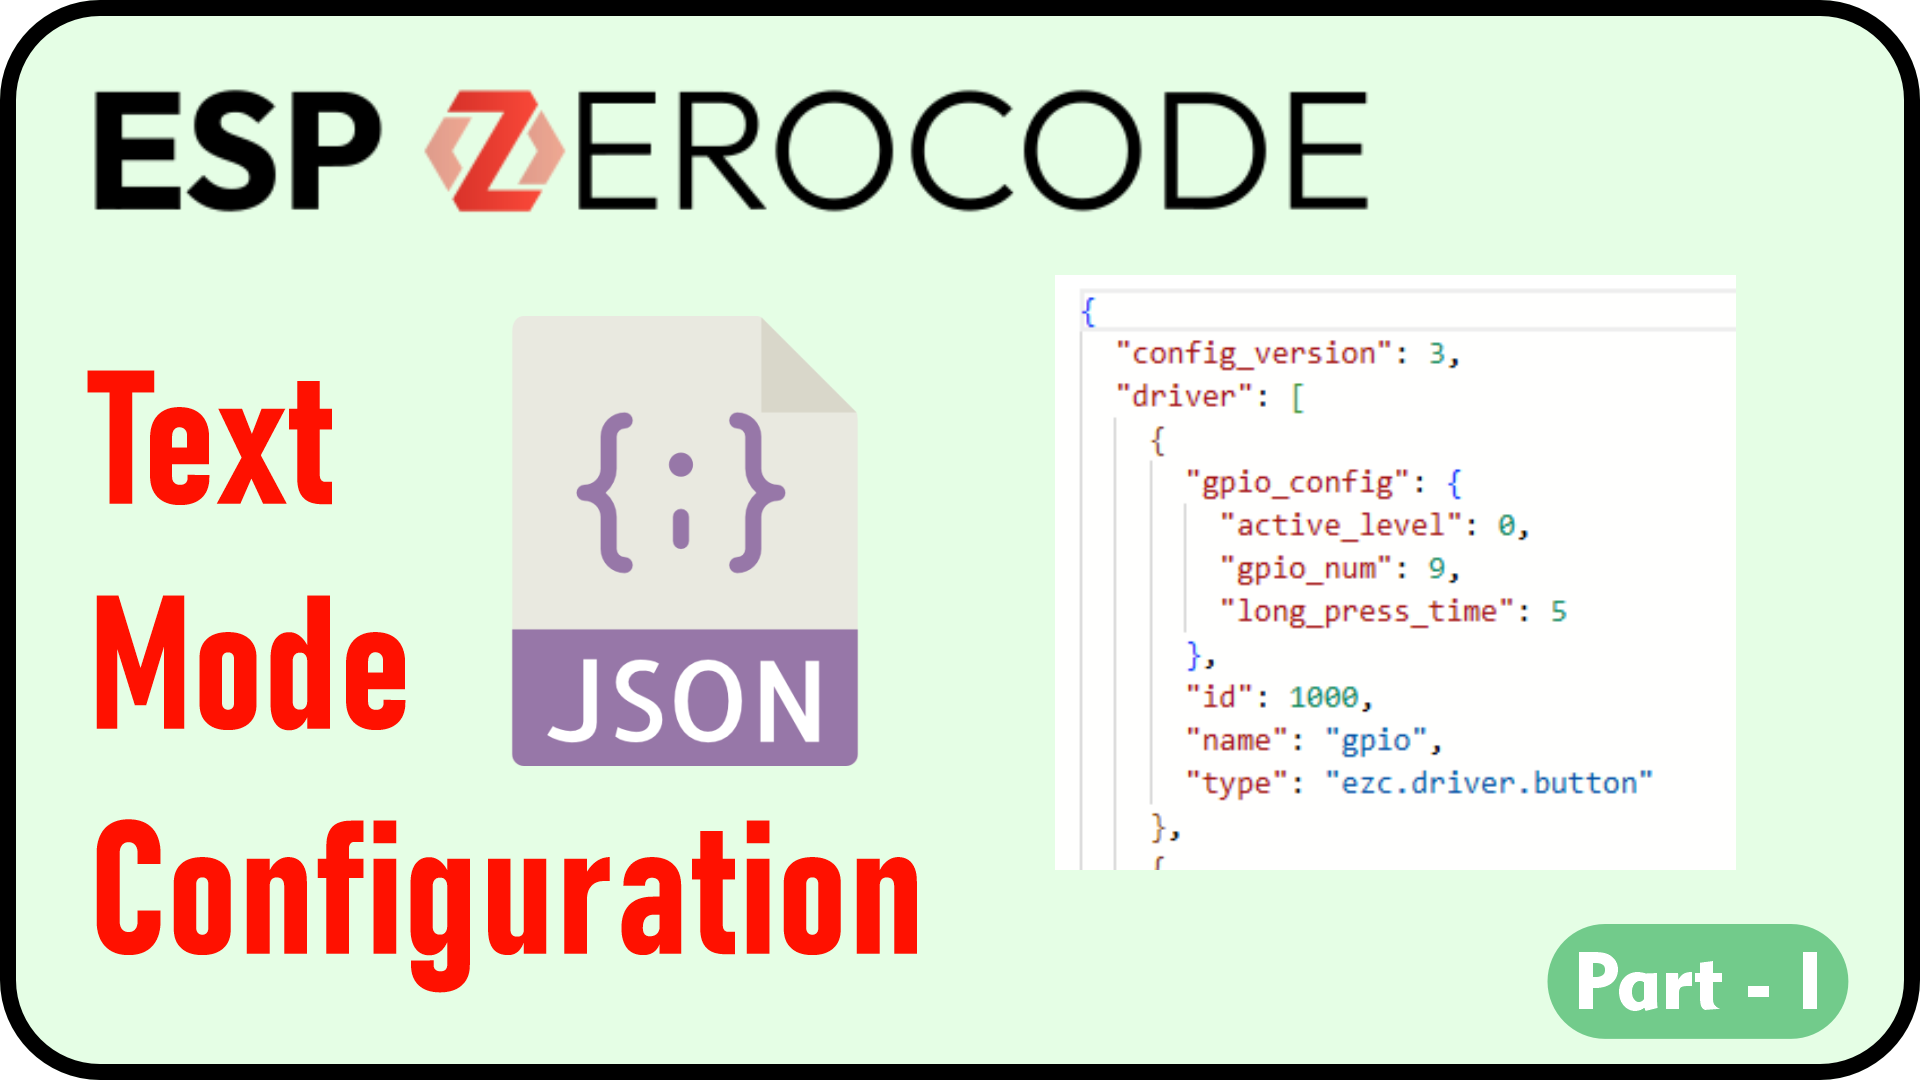 ESP ZEROCODE
Text
Mode
Configuration
{;}
JSON
{
"config_version": 3,
"driver": [
{
"gpio_config": {
"active_level": 0,
"gpio_num": 9,
"long_press_time": 5
},
"id": 1000,
"name": "gpio",
"type": "ezc.driver.button"
},
{
Part - I